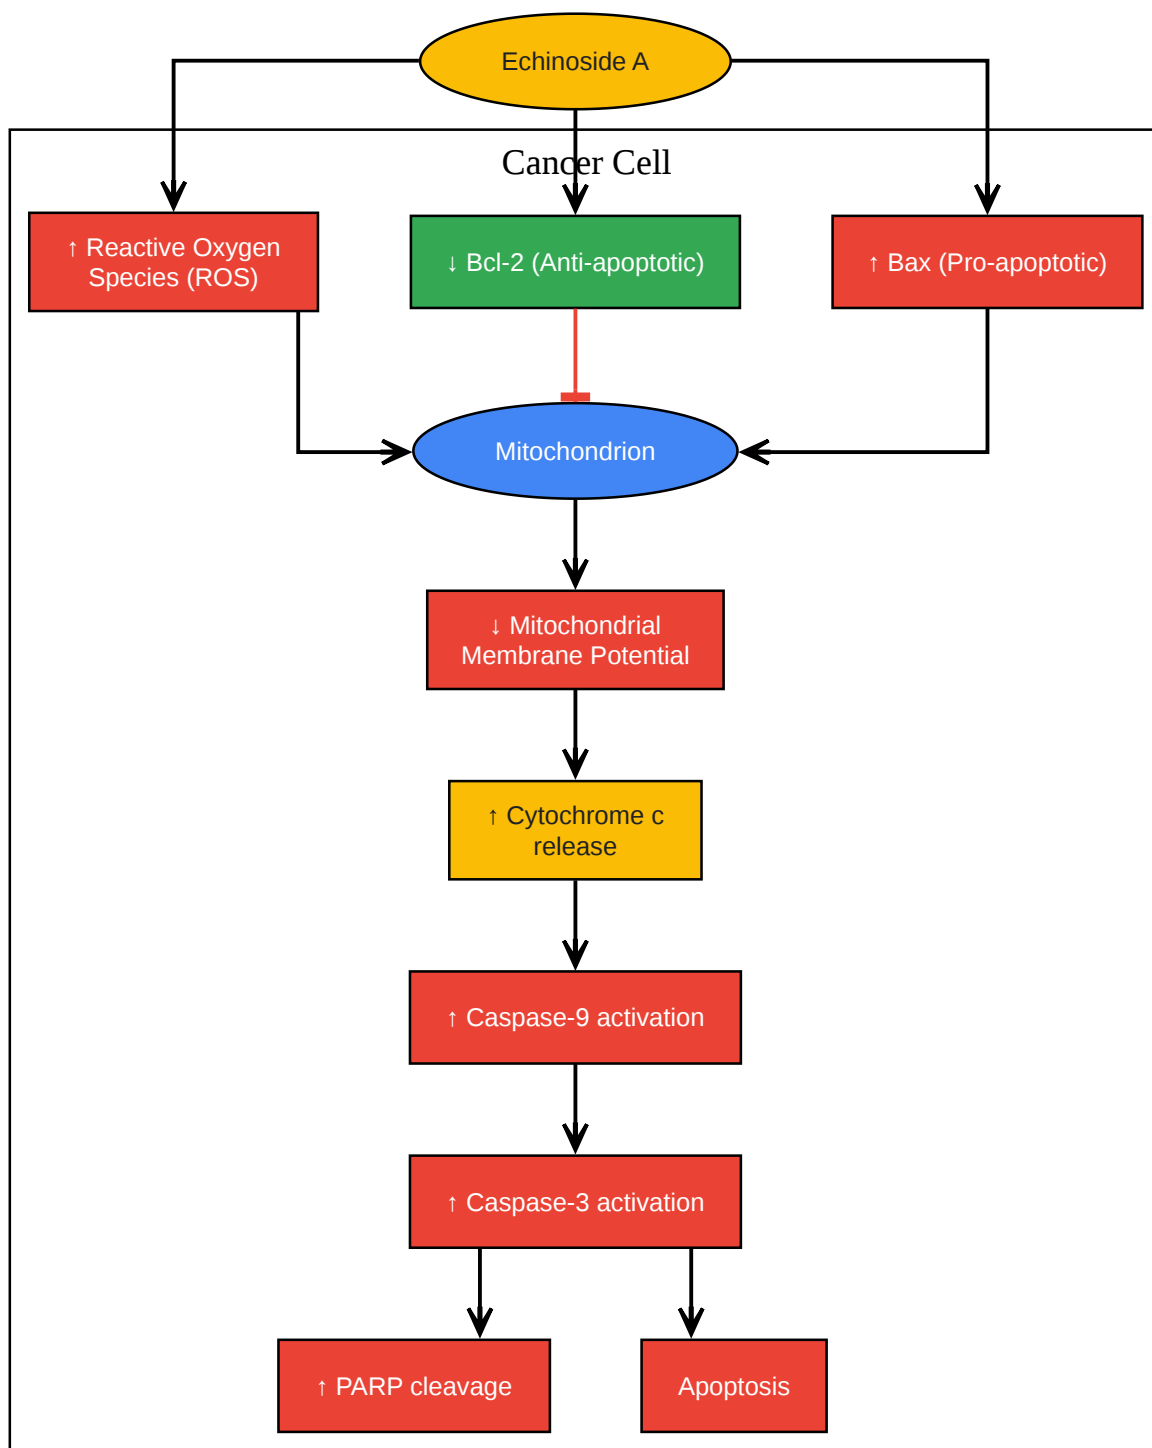 Echinoside A
Cancer Cell
↑ Reactive Oxygen
Species (ROS)
↓ Bcl-2 (Anti-apoptotic)
↑ Bax (Pro-apoptotic)
Mitochondrion
↓ Mitochondrial
Membrane Potential
↑ Cytochrome c
release
↑ Caspase-9 activation
↑ Caspase-3 activation
↑ PARP cleavage
Apoptosis